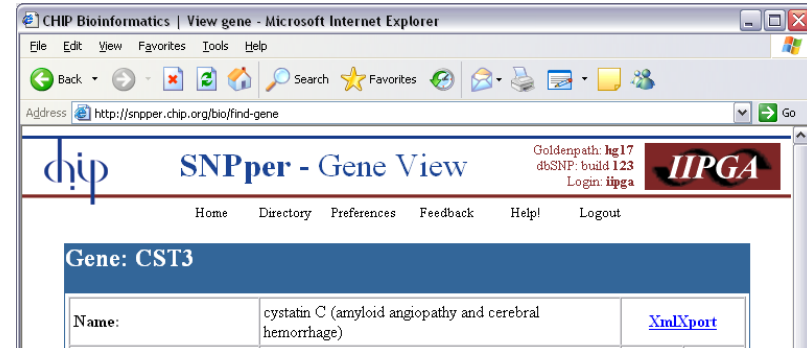 CHIP Bioinformatics | View gene - Microsoft Internet Explorer
File Edit View Favorites Tools Help
Back Search Favorites
Address http://snpper.chip.org/bio/find-gene Go
chip SNPper - Gene View IIPGA
Goldenpath: hg17
dbSNP: build 123
Login: iipga
Home Directory Preferences Feedback Help! Logout
Gene: CST3
Name: cystatin C (amyloid angiopathy and cerebral
hemorrhage) XmlXport